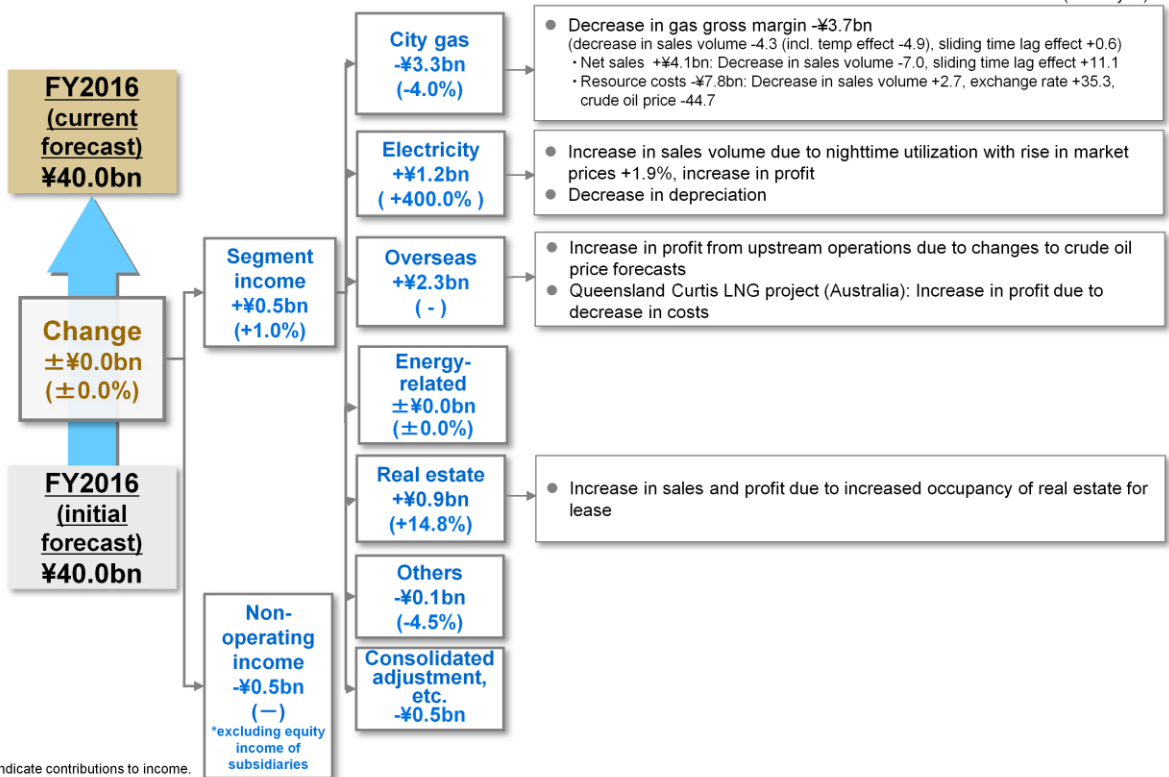 FY2016
(current
forecast)
¥40.0bn
Change
±¥0.0bn
(±0.0%)
FY2016
(initial
forecast)
¥40.0bn
Segment
income
+¥0.5bn
(+1.0%)
Non-
operating
income
-¥0.5bn
(—)
*excluding equity
income of
subsidiaries
City gas
-¥3.3bn
(-4.0%)
● Decrease in gas gross margin -¥3.7bn
(decrease in sales volume -4.3 (incl. temp effect -4.9), sliding time lag effect +0.6)
・Net sales +¥4.1bn: Decrease in sales volume -7.0, sliding time lag effect +11.1
・Resource costs -¥7.8bn: Decrease in sales volume +2.7, exchange rate +35.3,
crude oil price -44.7
Electricity
+¥1.2bn
( +400.0% )
● Increase in sales volume due to nighttime utilization with rise in market
prices +1.9%, increase in profit
● Decrease in depreciation
Overseas
+¥2.3bn
( - )
● Increase in profit from upstream operations due to changes to crude oil
price forecasts
● Queensland Curtis LNG project (Australia): Increase in profit due to
decrease in costs
Energy-
related
±¥0.0bn
(±0.0%)
Real estate
+¥0.9bn
(+14.8%)
● Increase in sales and profit due to increased occupancy of real estate for
lease
Others
-¥0.1bn
(-4.5%)
Consolidated
adjustment,
etc.
-¥0.5bn
ndicate contributions to income.